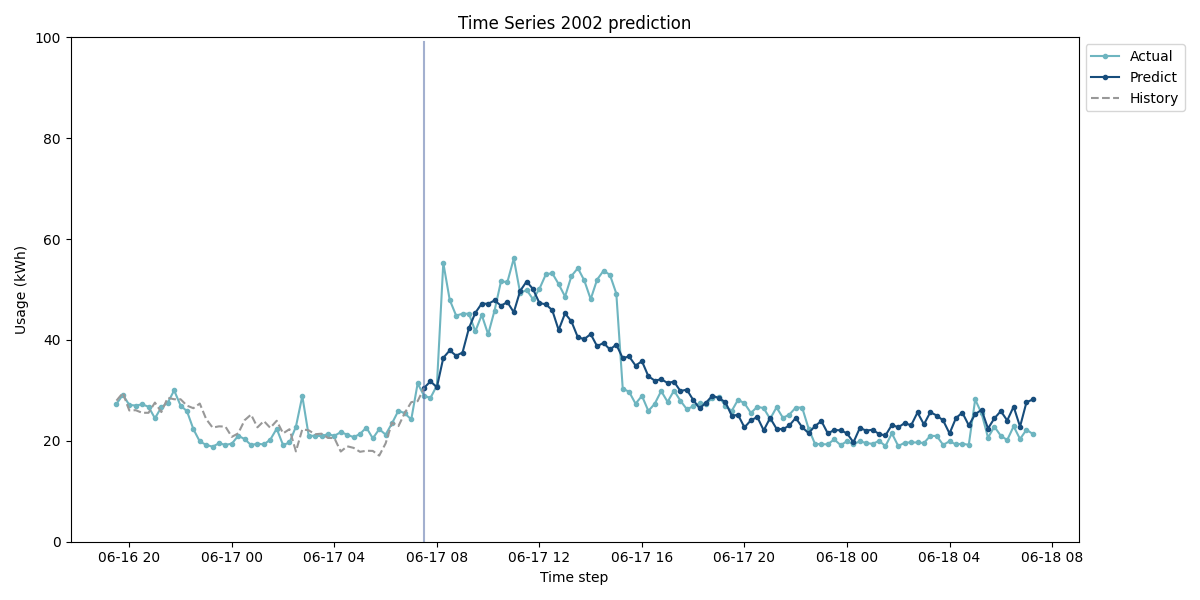 Time Series 2002 prediction
100
80
60
40
20
0
Usage (kWh)
06-16 20
06-17 00
06-17 04
06-17 08
06-17 12
06-17 16
06-17 20
06-18 00
06-18 04
06-18 08
Time step
Actual
Predict
History